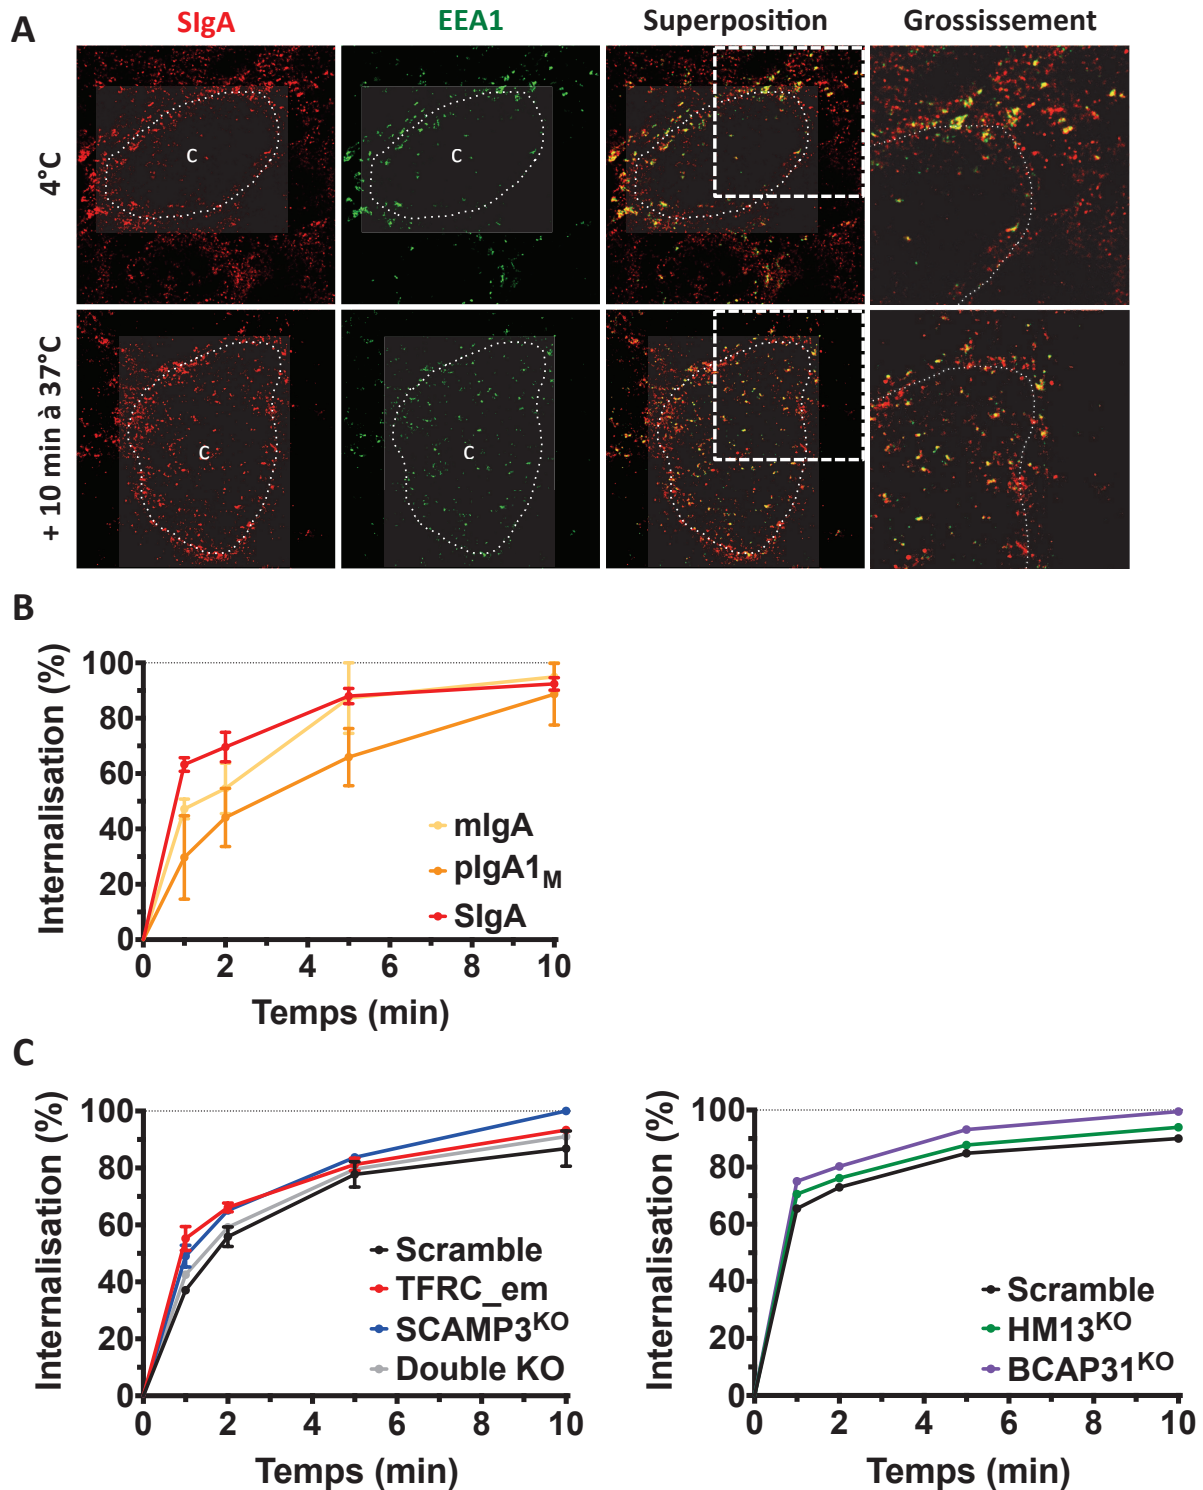 A
SIgA
EEA1
Superposition
Grossissement
4°C
C
C
+ 10 min à 37°C
C
C
B
Internalisation (%)
100
80
60
40
20
0
0
2
4
6
8
10
Temps (min)
mIgA
pIgA1M
SIgA
C
Internalisation (%)
100
80
60
40
20
0
0
2
4
6
8
10
Temps (min)
Scramble
TFRC_em
SCAMP3KO
Double KO
Internalisation (%)
100
80
60
40
20
0
0
2
4
6
8
10
Temps (min)
Scramble
HM13KO
BCAP31KO